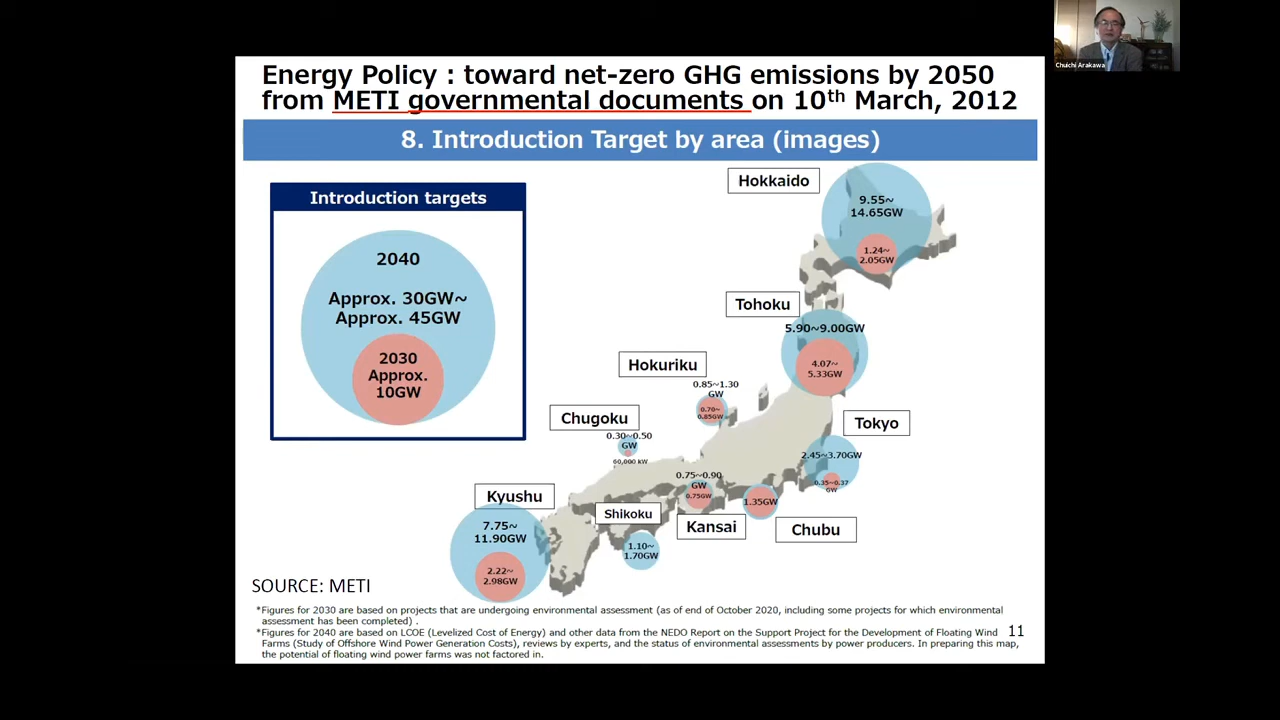 Chuichi Arakawa
Energy Policy : toward net-zero GHG emissions by 2050
from METI governmental documents on 10th March, 2012
8. Introduction Target by area (images)
Introduction targets
2040
Approx. 30GW~
Approx. 45GW
2030
Approx.
10GW
Hokkaido
9.55~
14.65GW
1.24~
2.05GW
Tohoku
5.90~9.00GW
4.07~
5.33GW
Hokuriku
0.85~1.30
GW
0.70~
0.85GW
Chugoku
0.30~0.50
GW
60,000 kW
Tokyo
2.45~3.70GW
0.35~0.37
GW
0.75~0.90
GW
0.75GW
Kansai
1.35GW
Chubu
Kyushu
7.75~
11.90GW
2.22~
2.98GW
Shikoku
1.10~
1.70GW
SOURCE: METI
*Figures for 2030 are based on projects that are undergoing environmental assessment (as of end of October 2020, including some projects for which environmental
assessment has been completed) .
*Figures for 2040 are based on LCOE (Levelized Cost of Energy) and other data from the NEDO Report on the Support Project for the Development of Floating Wind
Farms (Study of Offshore Wind Power Generation Costs), reviews by experts, and the status of environmental assessments by power producers. In preparing this map,
the potential of floating wind power farms was not factored in.
11